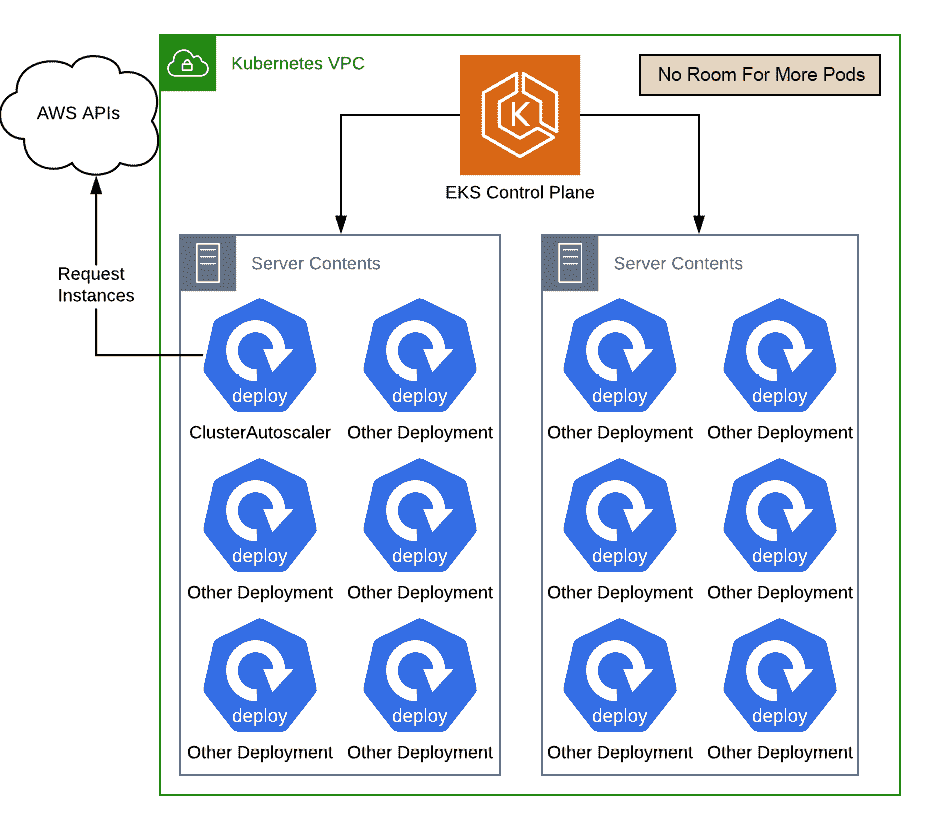 Kubernetes VPC
No Room For More Pods
AWS APIs
K
EKS Control Plane
Request
Instances
Server Contents
Server Contents
deploy
deploy
deploy
deploy
ClusterAutoscaler
Other Deployment
Other Deployment
Other Deployment
deploy
deploy
deploy
deploy
Other Deployment
Other Deployment
Other Deployment
Other Deployment
deploy
deploy
deploy
deploy
Other Deployment
Other Deployment
Other Deployment
Other Deployment